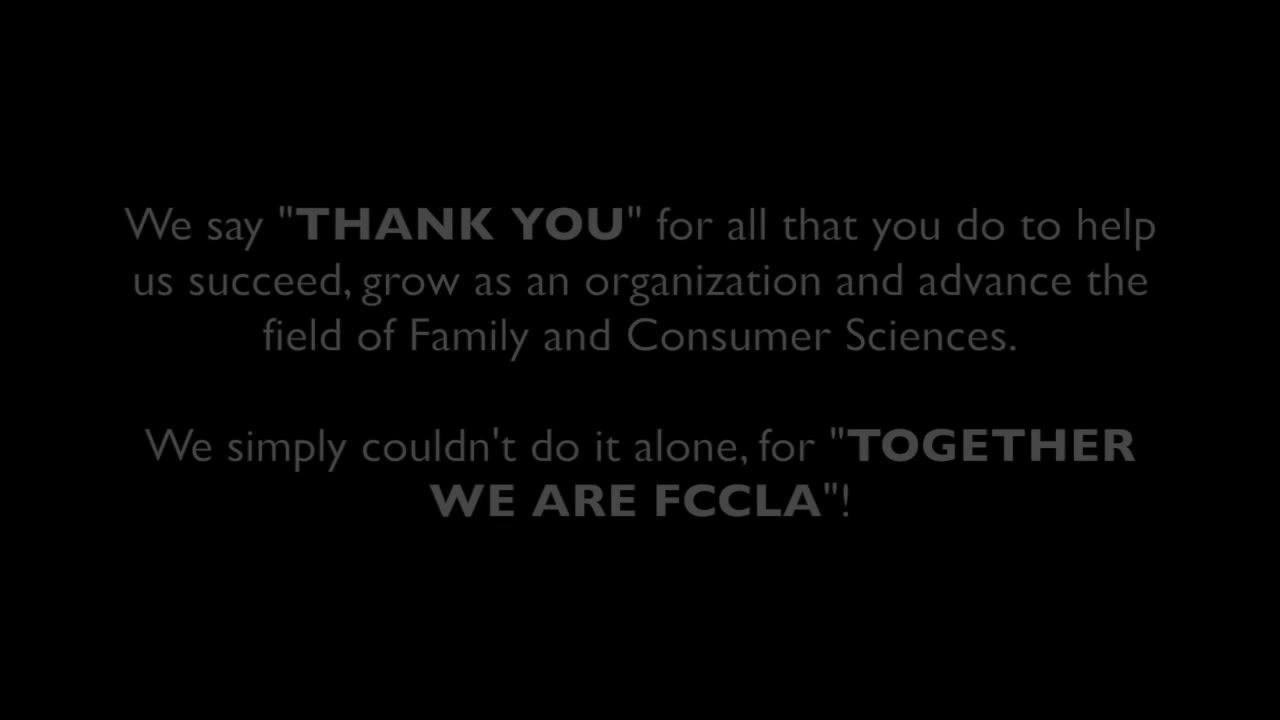 We say "THANK YOU" for all that you do to help
us succeed, grow as an organization and advance the
field of Family and Consumer Sciences.
We simply couldn't do it alone, for "TOGETHER
WE ARE FCCLA"!